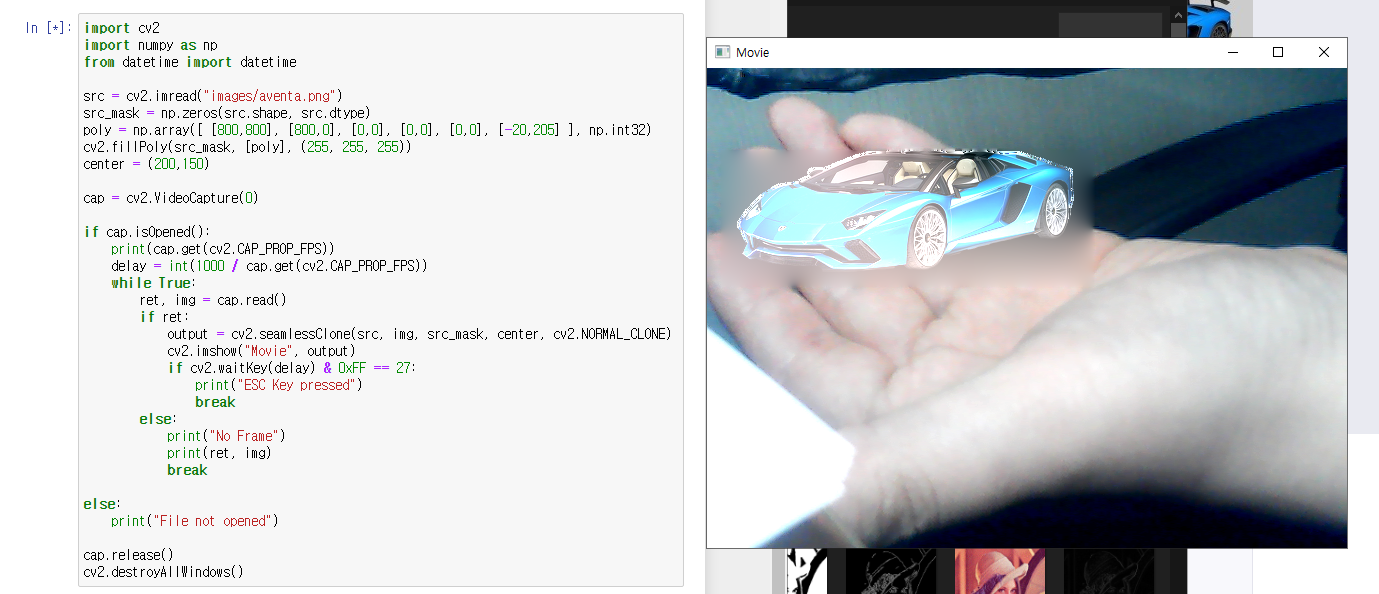 In [*]:
import cv2
import numpy as np
from datetime import datetime
src = cv2.imread("images/aventa.png")
src_mask = np.zeros(src.shape, src.dtype)
poly = np.array([ [800,800], [800,0], [0,0], [0,0], [0,0], [-20,205] ], np.int32)
cv2.fillPoly(src_mask, [poly], (255, 255, 255))
center = (200,150)
cap = cv2.VideoCapture(0)
if cap.isOpened():
    print(cap.get(cv2.CAP_PROP_FPS))
    delay = int(1000 / cap.get(cv2.CAP_PROP_FPS))
    while True:
        ret, img = cap.read()
        if ret:
            output = cv2.seamlessClone(src, img, src_mask, center, cv2.NORMAL_CLONE)
            cv2.imshow("Movie", output)
            if cv2.waitKey(delay) & 0xFF == 27:
                print("ESC Key pressed")
                break
        else:
            print("No Frame")
            print(ret, img)
            break
else:
    print("File not opened")
cap.release()
cv2.destroyAllWindows()
Movie